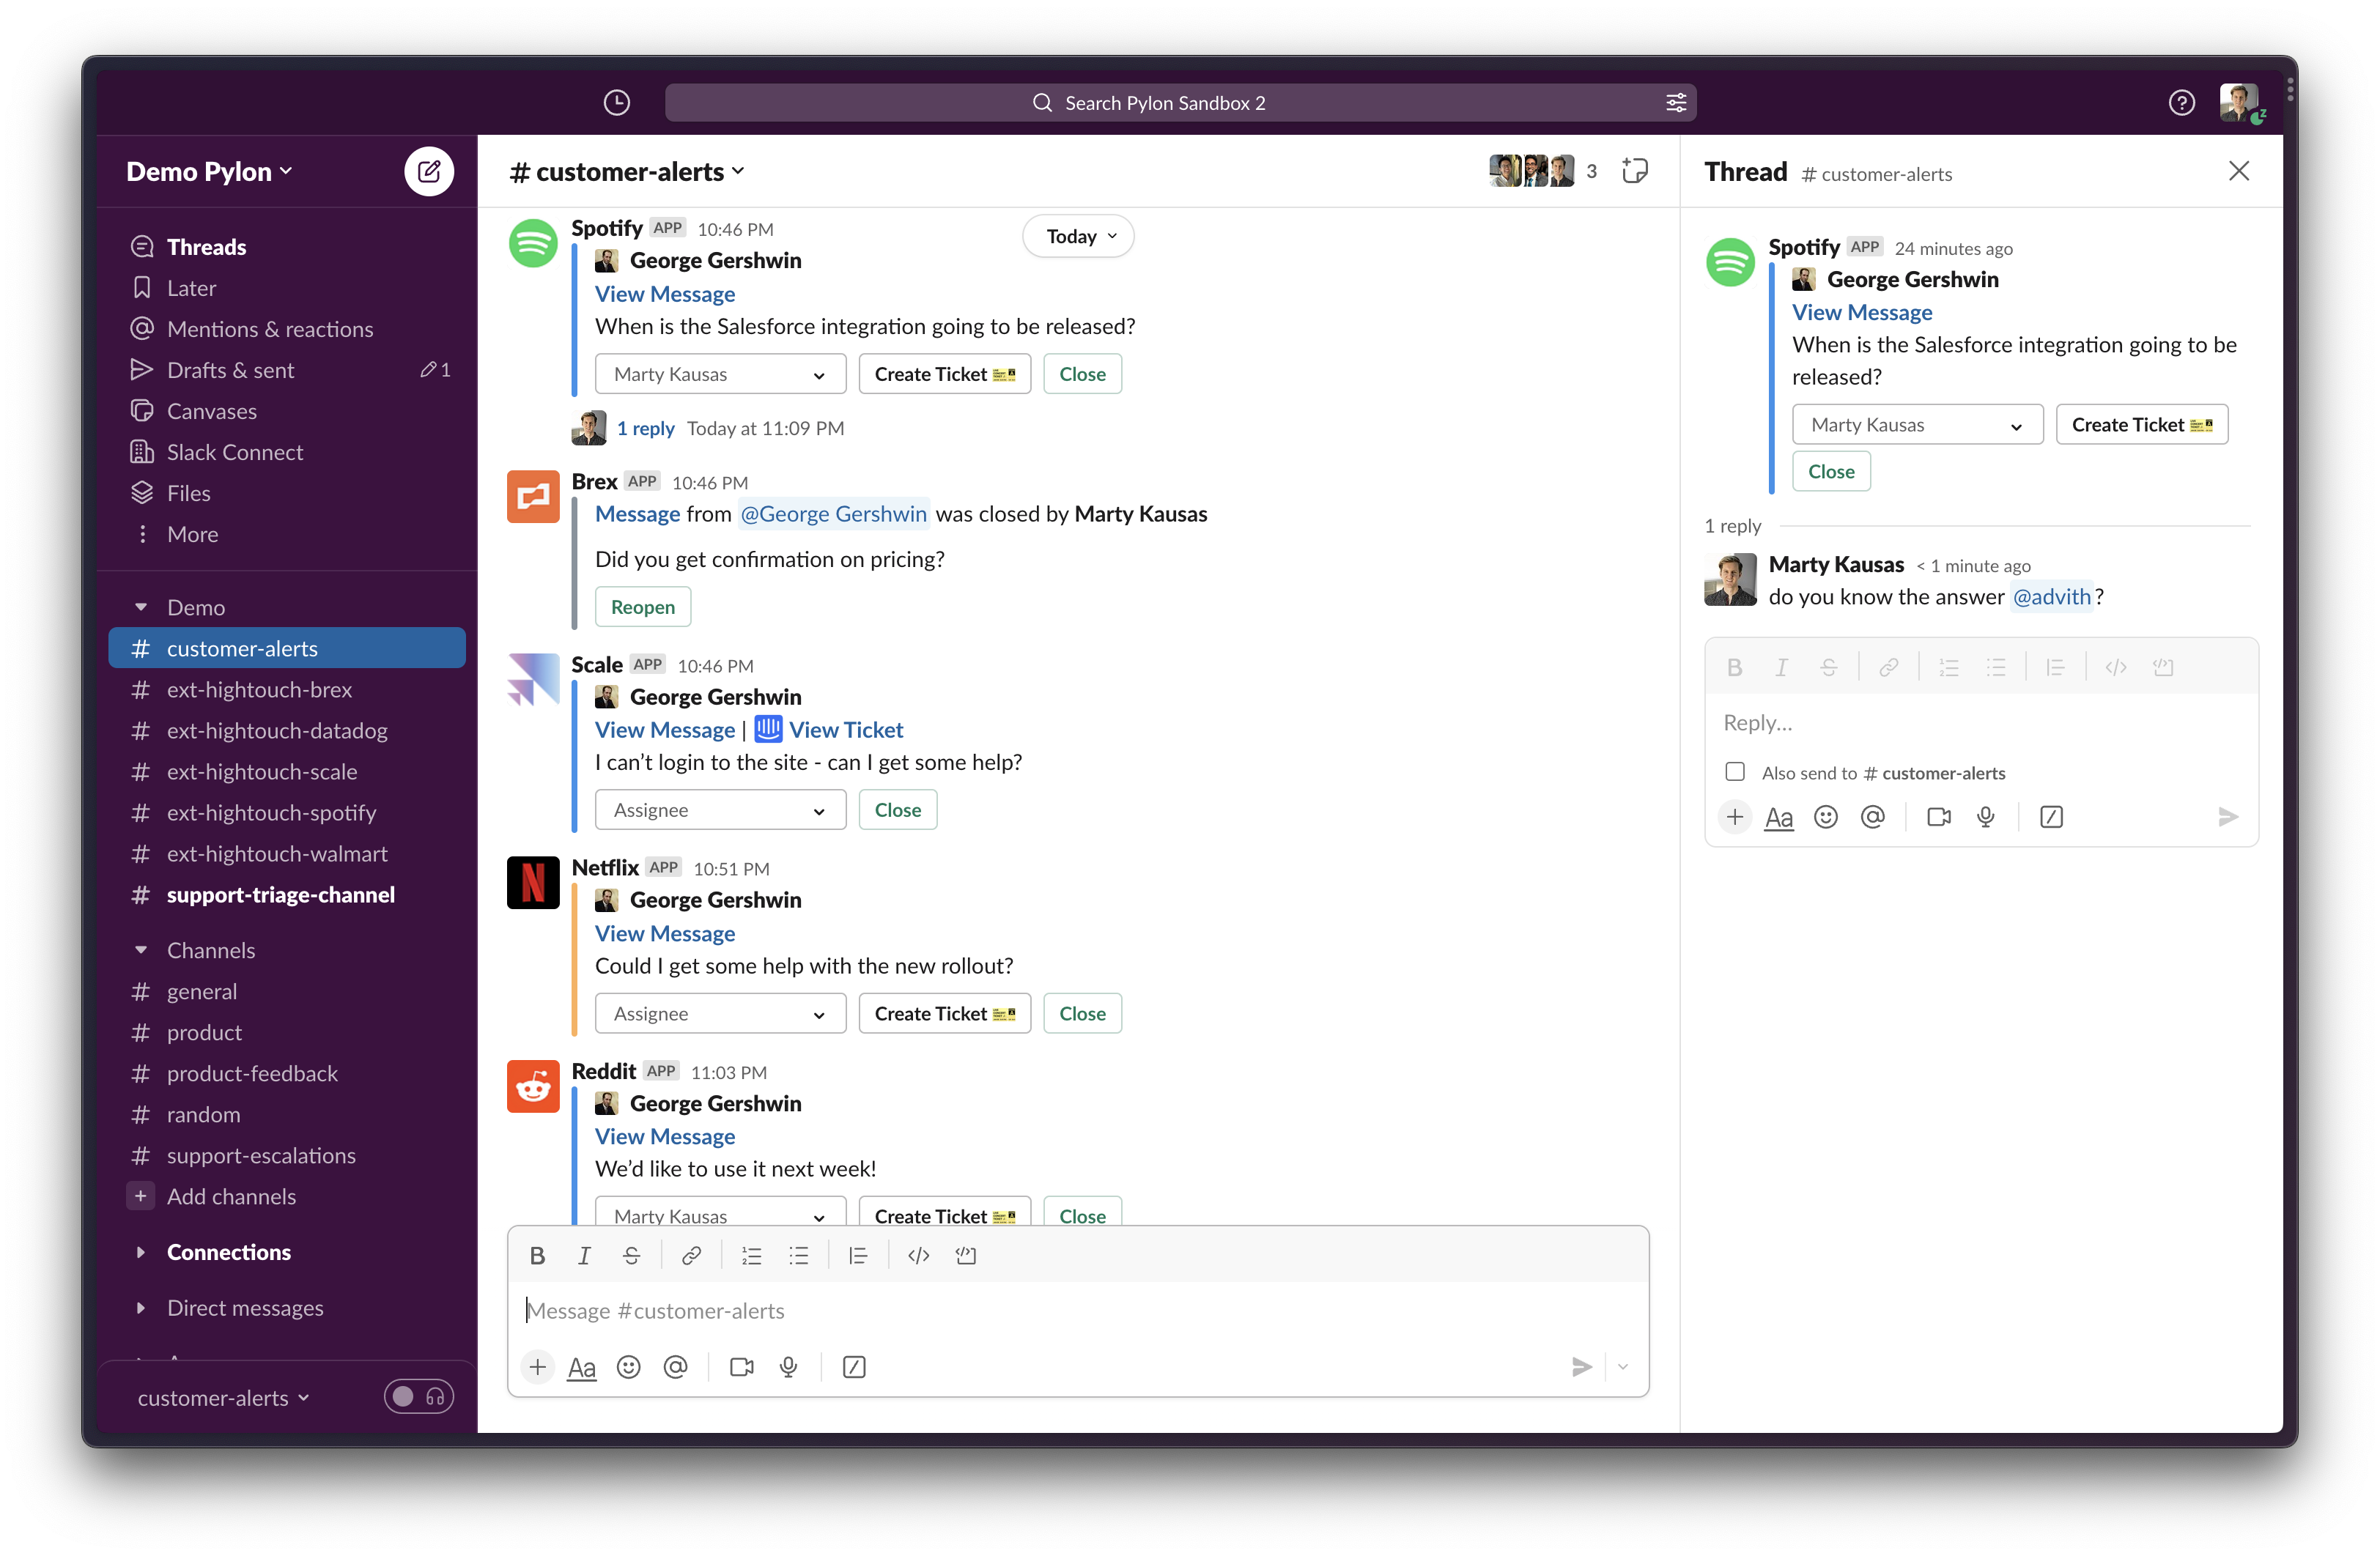 Search Pylon Sandbox 2
Demo Pylon
Threads
Later
Mentions & reactions
Drafts & sent
1
Canvases
Slack Connect
Files
More
Demo
# customer-alerts
# ext-hightouch-brex
# ext-hightouch-datadog
# ext-hightouch-scale
# ext-hightouch-spotify
# ext-hightouch-walmart
# support-triage-channel
Channels
# general
# product
# product-feedback
# random
# support-escalations
+ Add channels
Connections
Direct messages
customer-alerts
# customer-alerts
3
Today
Spotify APP 10:46 PM
George Gershwin
View Message
When is the Salesforce integration going to be released?
Marty Kausas Create Ticket Close
1 reply Today at 11:09 PM
Brex APP 10:46 PM
Message from @George Gershwin was closed by Marty Kausas
Did you get confirmation on pricing?
Reopen
Scale APP 10:46 PM
George Gershwin
View Message | View Ticket
I can’t login to the site - can I get some help?
Assignee Close
Netflix APP 10:51 PM
George Gershwin
View Message
Could I get some help with the new rollout?
Assignee Create Ticket Close
Reddit APP 11:03 PM
George Gershwin
View Message
We’d like to use it next week!
Marty Kausas Create Ticket Close
Message #customer-alerts
Aa
Thread # customer-alerts
Spotify APP 24 minutes ago
George Gershwin
View Message
When is the Salesforce integration going to be
released?
Marty Kausas Create Ticket
Close
1 reply
Marty Kausas < 1 minute ago
do you know the answer @advith?
Reply...
Also send to # customer-alerts
Aa